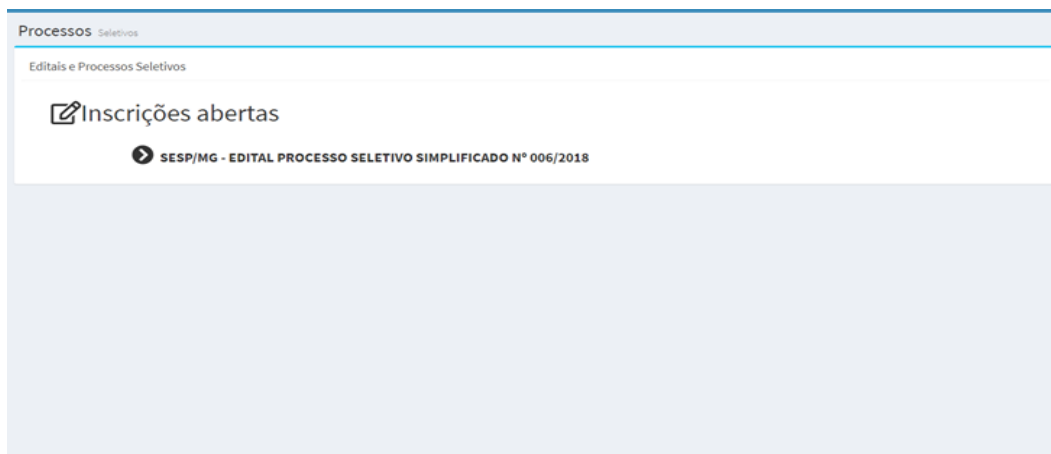 Processos Seletivos
Editais e Processos Seletivos
Inscrições abertas
SESP/MG - EDITAL PROCESSO SELETIVO SIMPLIFICADO Nº 006/2018